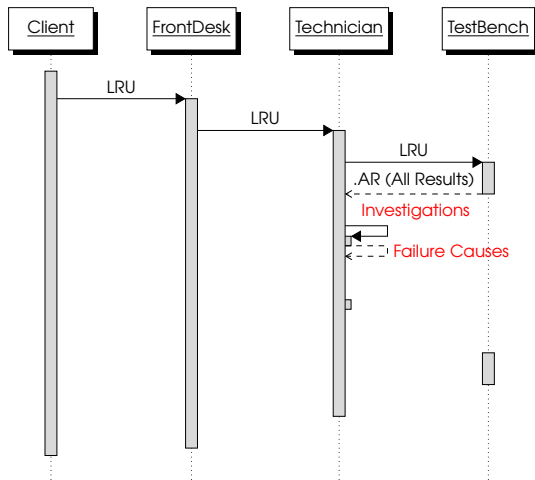 Client
FrontDesk
Technician
TestBench
LRU
LRU
LRU
.AR (All Results)
Investigations
Failure Causes